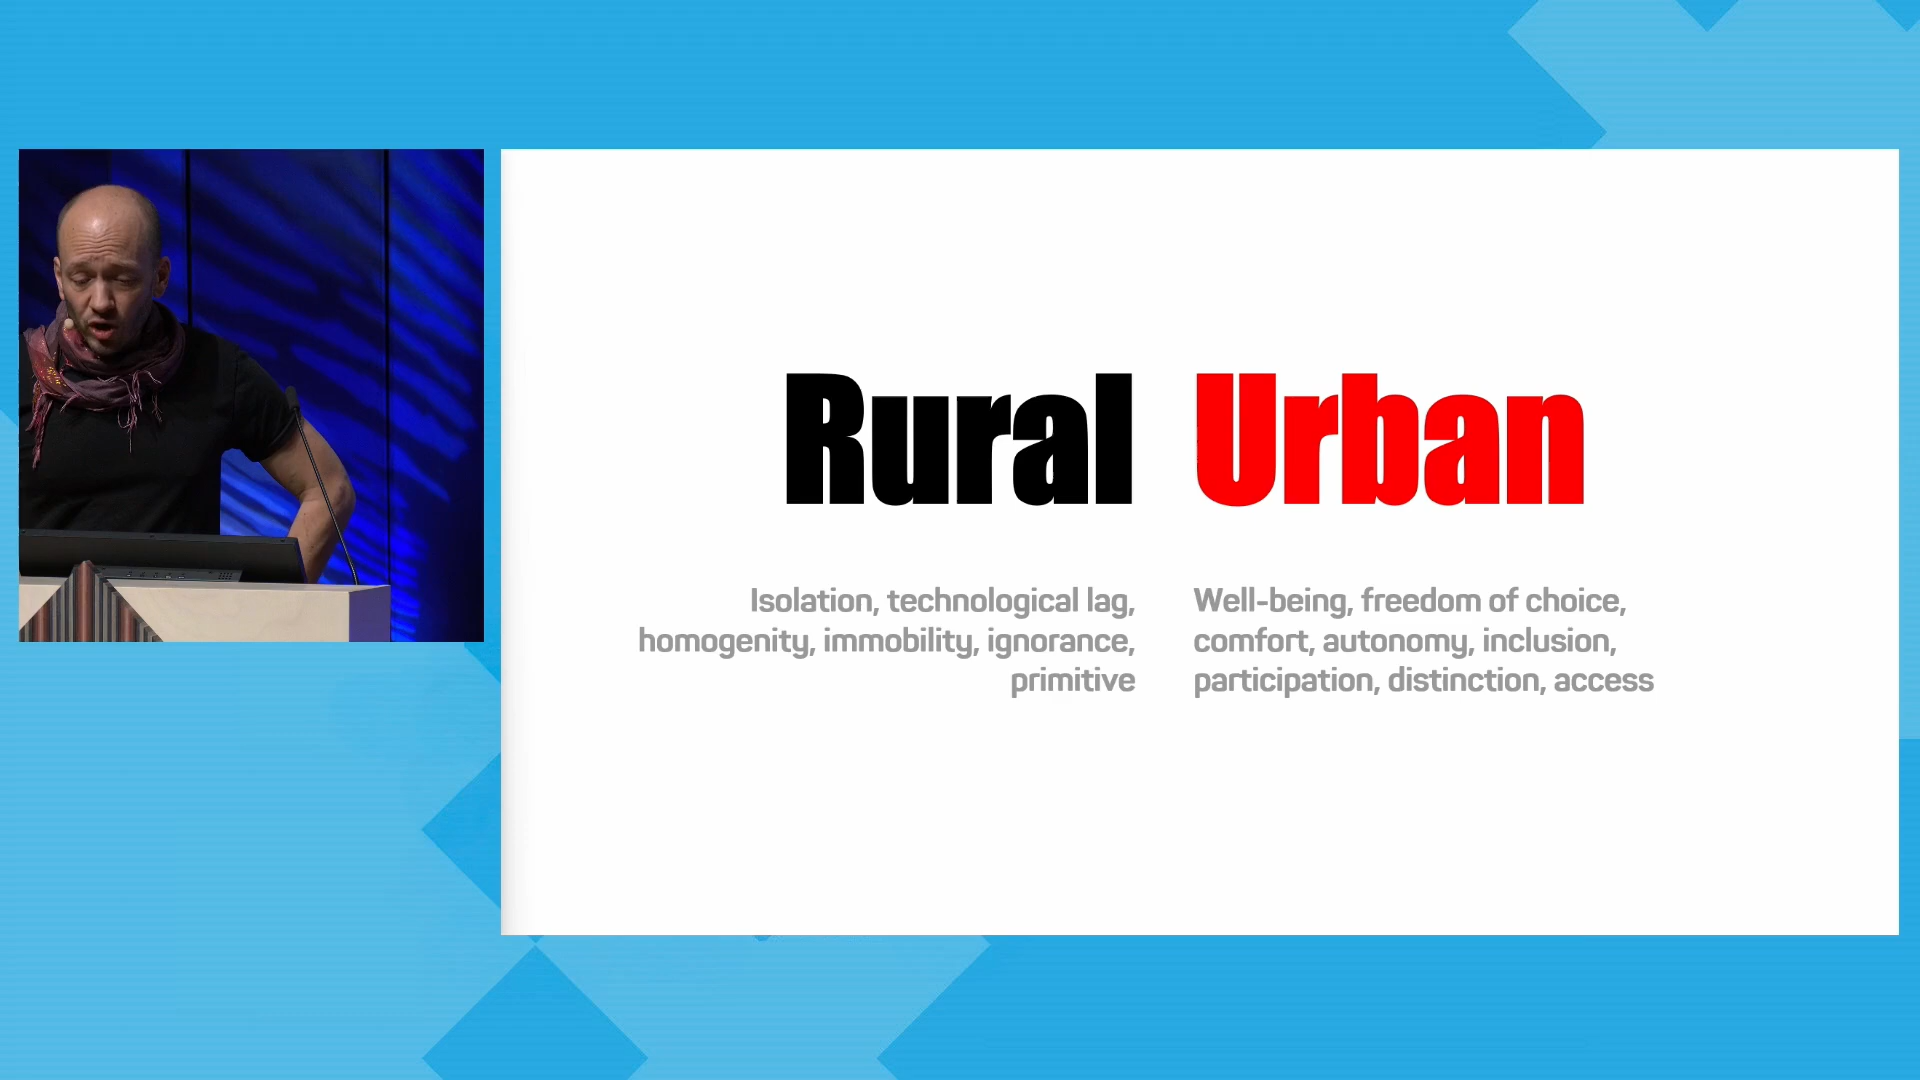 Rural Urban
Isolation, technological lag,
homogenity, immobility, ignorance,
primitive
Well-being, freedom of choice,
comfort, autonomy, inclusion,
participation, distinction, access